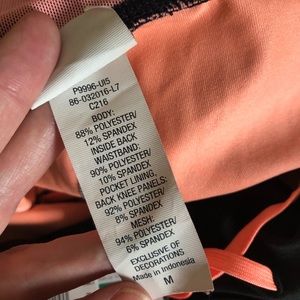 P9996-UI5
86-032016-L7
C216
BODY:
88% POLYESTER/
12% SPANDEX
INSIDE BACK
WAISTBAND:
90% POLYESTER/
10% SPANDEX
POCKET LINING,
BACK KNEE PANELS:
92% POLYESTER/
8% SPANDEX
MESH:
94% POLYESTER/
6% SPANDEX
EXCLUSIVE OF
DECORATIONS
Made in Indonesia
M